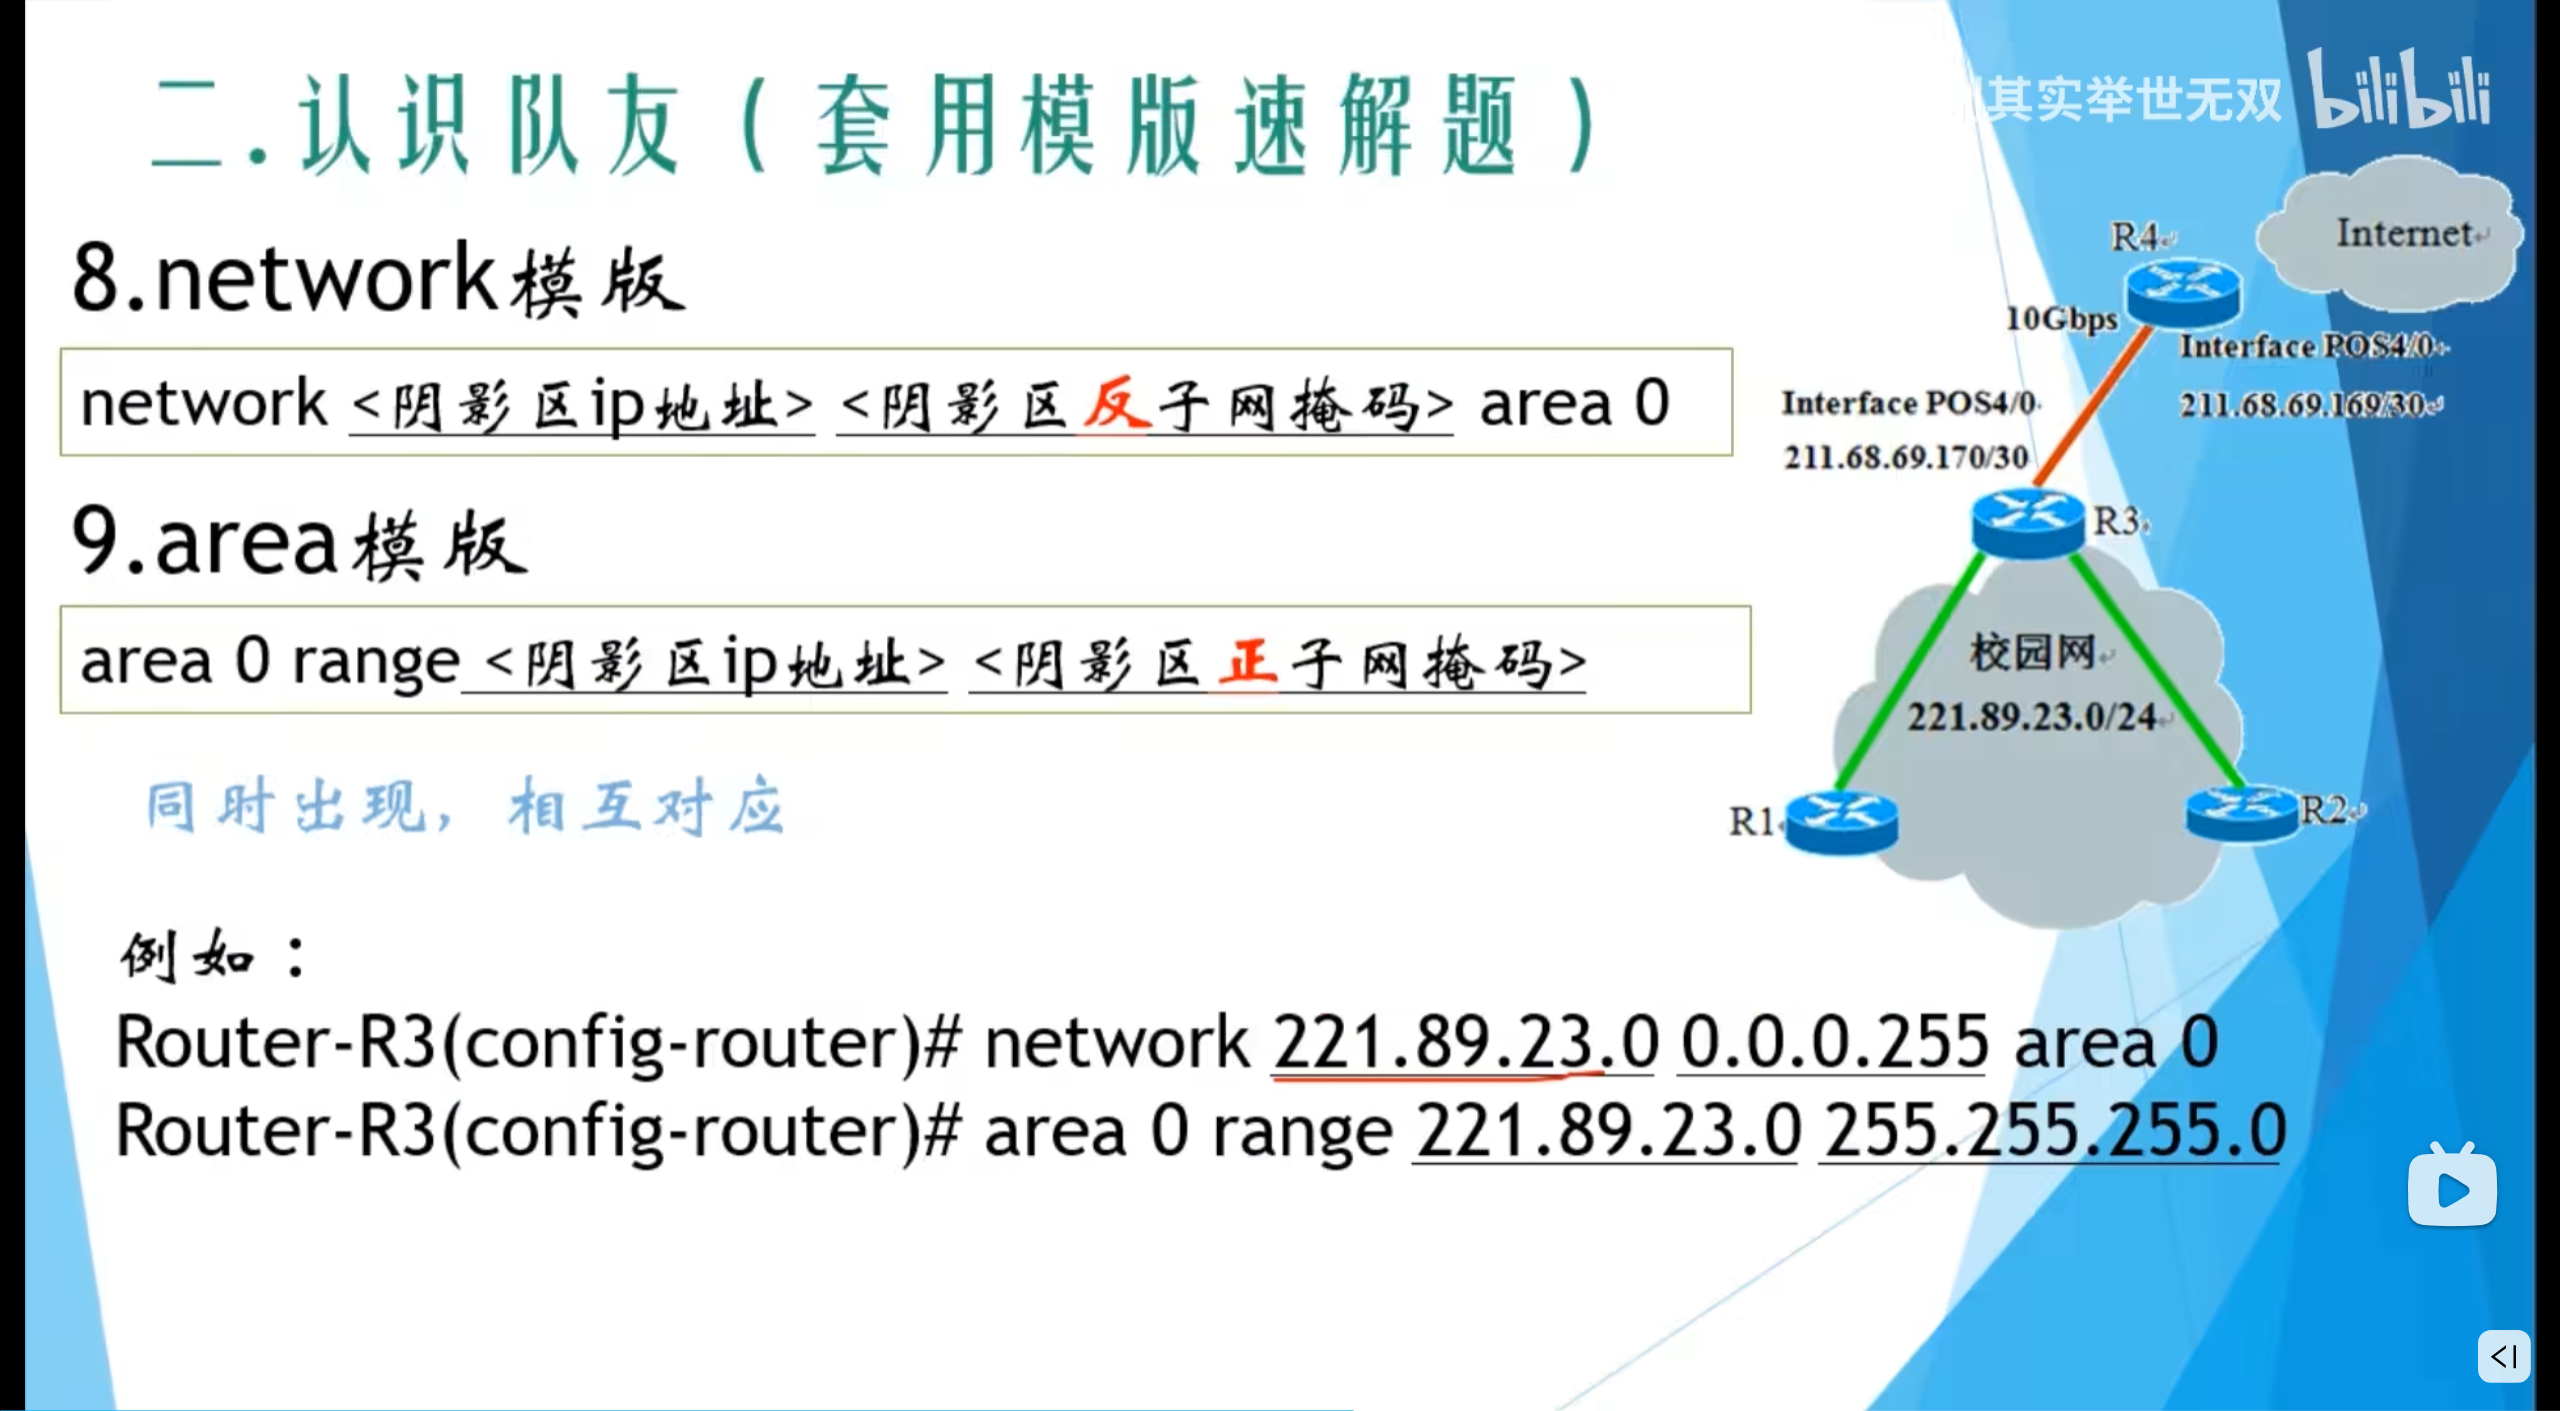 二.认识队友(套用模版速解题)
其实举世无双 bilibili
8.network模版
network <阴影区ip地址> <阴影区反子网掩码> area 0
9.area模版
area 0 range <阴影区ip地址> <阴影区正子网掩码>
同时出现，相互对应
例如：
Router-R3(config-router)# network 221.89.23.0 0.0.0.255 area 0
Router-R3(config-router)# area 0 range 221.89.23.0 255.255.255.0
Internet
R4
10Gbps
Interface POS4/0
211.68.69.169/30
Interface POS4/0
211.68.69.170/30
R3
校园网
221.89.23.0/24
R1
R2